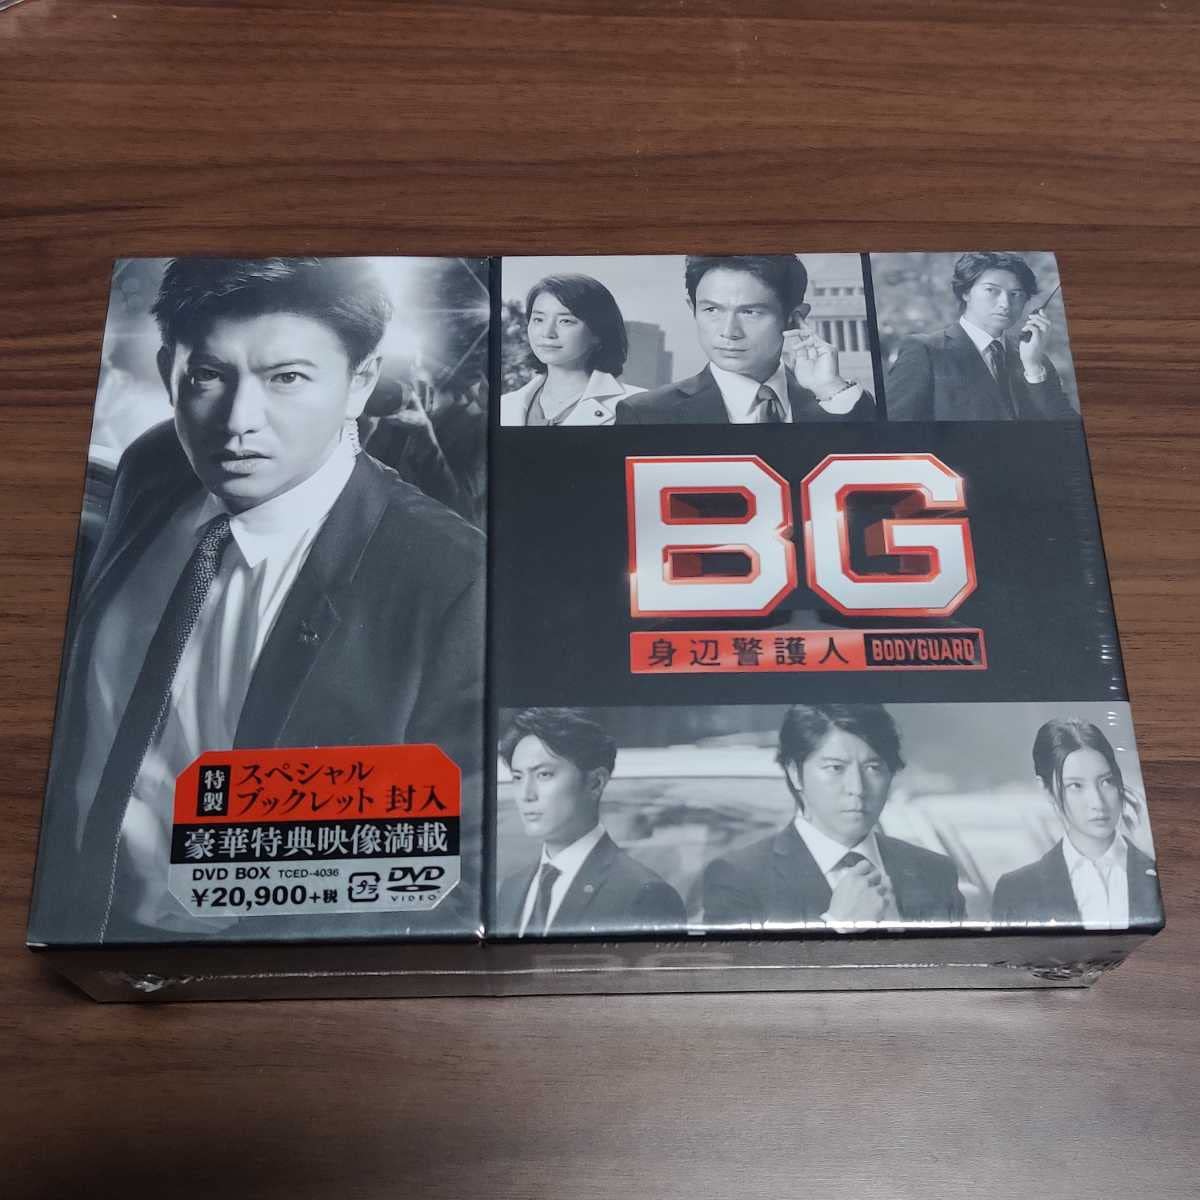 BG
身辺警護人 BODYGUARD
特製
スペシャル
ブックレット 封入
豪華特典映像満載
DVD BOX TCED-4036
¥20,900+税
プラ
DVD
VIDEO